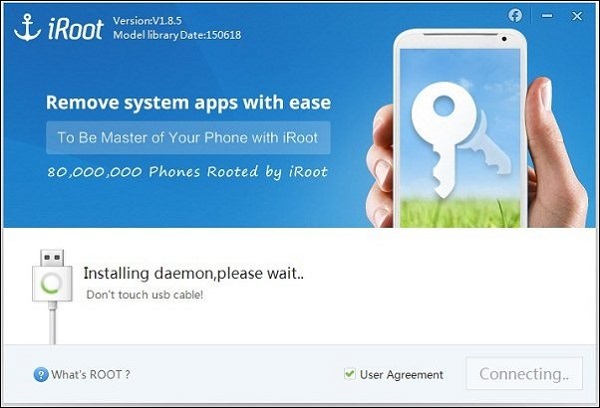 iRoot
Version:V1.8.5
Model library Date:150618
Remove system apps with ease
To Be Master of Your Phone with iRoot
80,000,000 Phones Rooted by iRoot
Installing daemon,please wait..
Don't touch usb cable!
What's ROOT ?
User Agreement
Connecting..